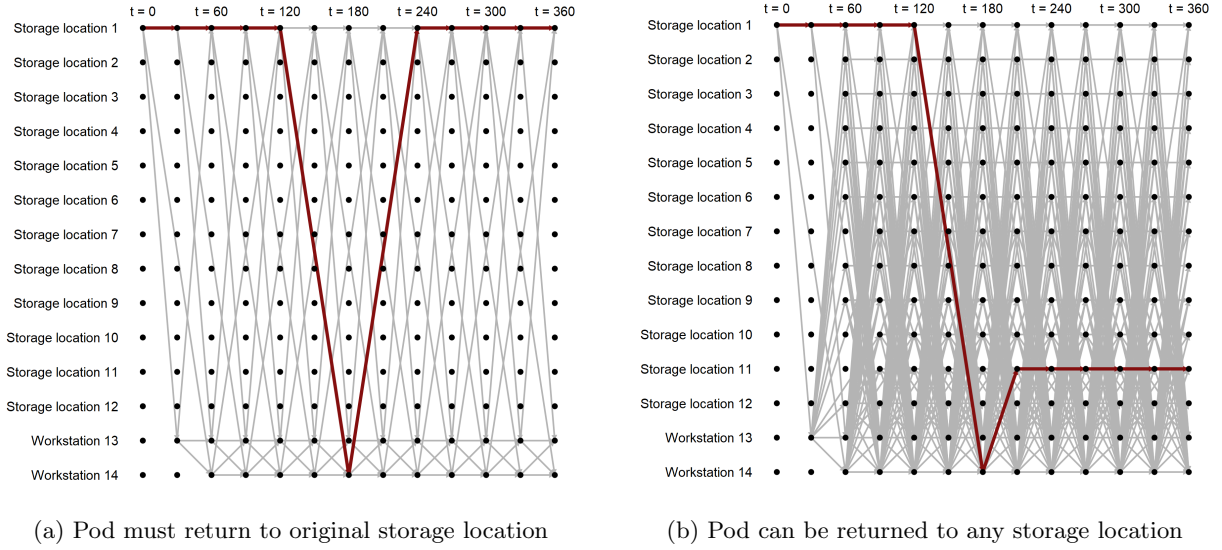 t = 0 t = 60 t = 120 t = 180 t = 240 t = 300 t = 360
Storage location 1
Storage location 2
Storage location 3
Storage location 4
Storage location 5
Storage location 6
Storage location 7
Storage location 8
Storage location 9
Storage location 10
Storage location 11
Storage location 12
Workstation 13
Workstation 14
(a) Pod must return to original storage location
t = 0 t = 60 t = 120 t = 180 t = 240 t = 300 t = 360
Storage location 1
Storage location 2
Storage location 3
Storage location 4
Storage location 5
Storage location 6
Storage location 7
Storage location 8
Storage location 9
Storage location 10
Storage location 11
Storage location 12
Workstation 13
Workstation 14
(b) Pod can be returned to any storage location